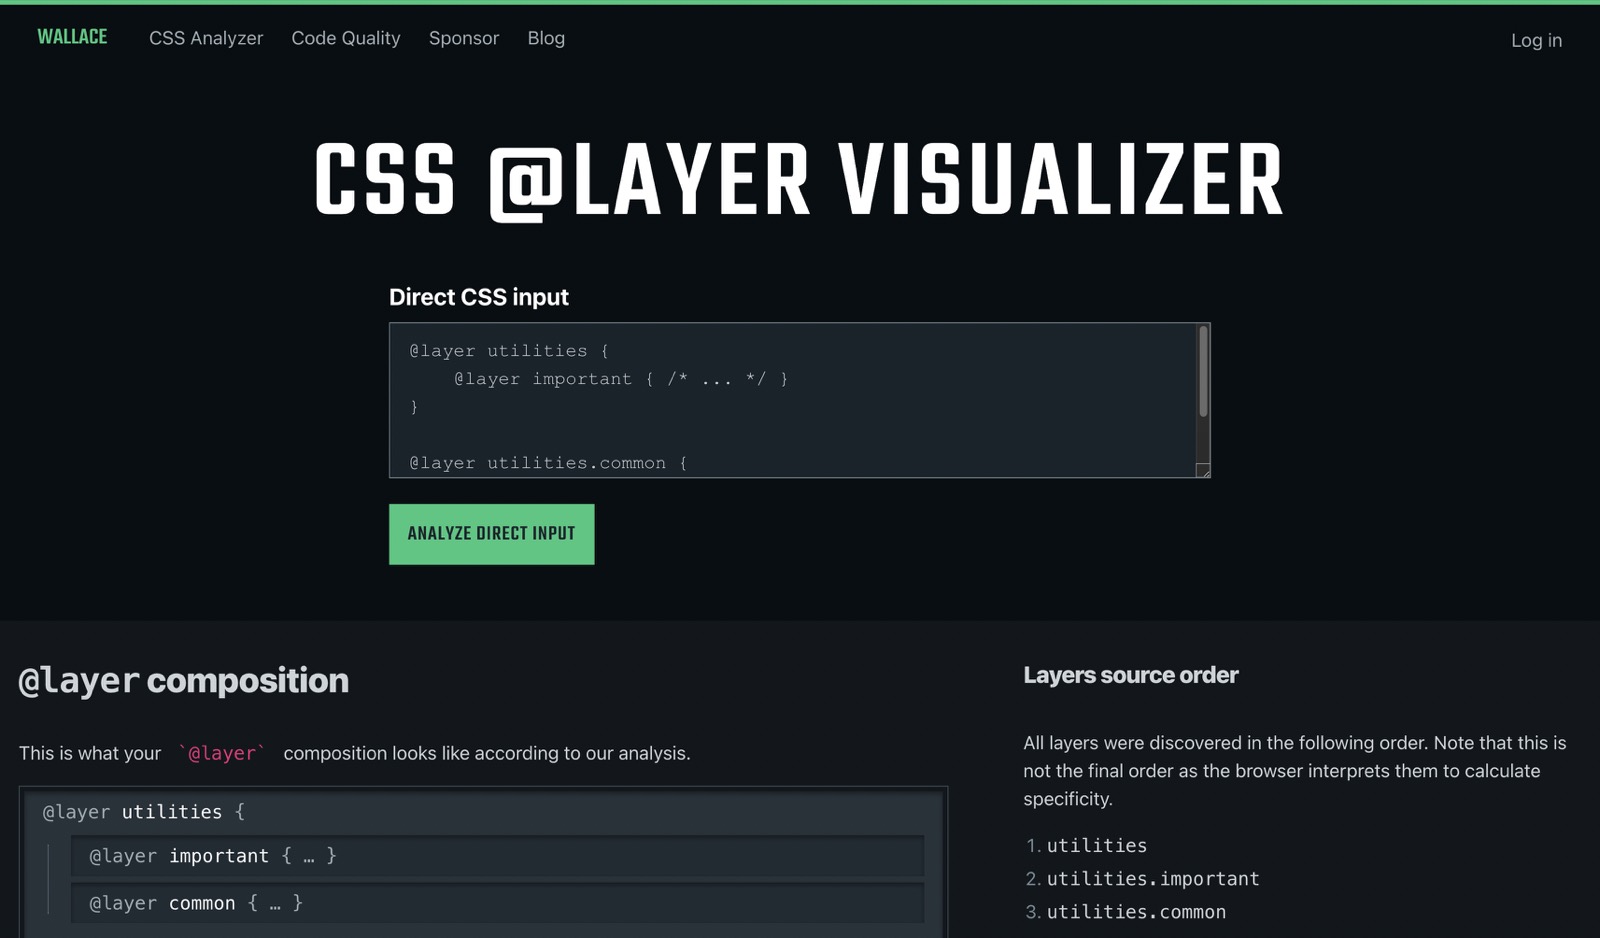 WALLACE CSS Analyzer Code Quality Sponsor Blog Log in
CSS @LAYER VISUALIZER
Direct CSS input
@layer utilities {
    @layer important { /* ... */ }
}
@layer utilities.common {
ANALYZE DIRECT INPUT
@layer composition
This is what your `@layer` composition looks like according to our analysis.
@layer utilities {
@layer important { … }
@layer common { … }
Layers source order
All layers were discovered in the following order. Note that this is
not the final order as the browser interprets them to calculate
specificity.
1. utilities
2. utilities.important
3. utilities.common